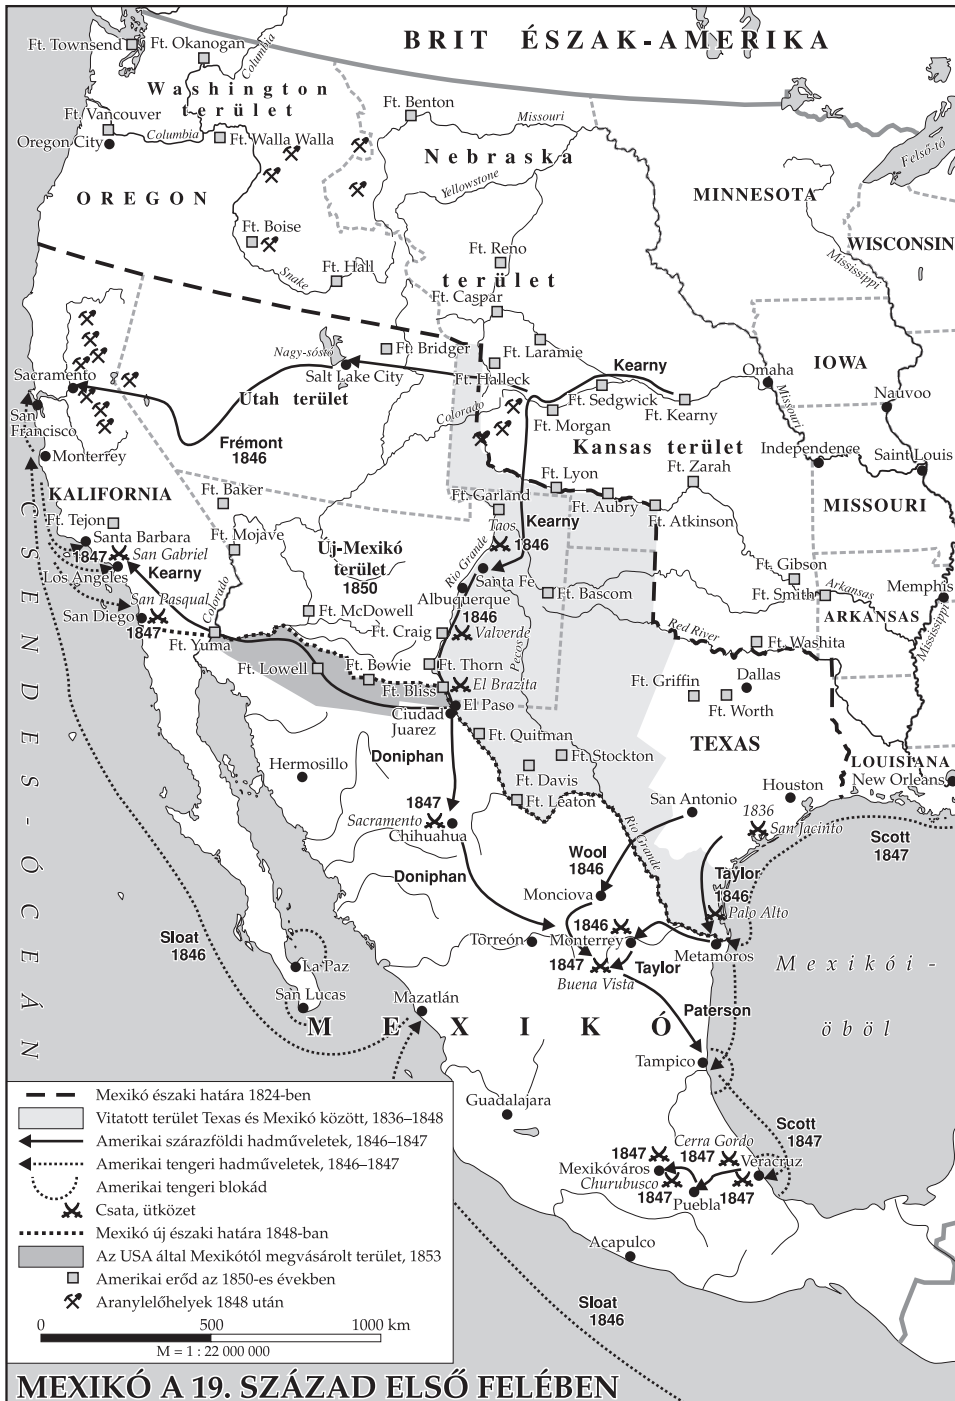 BRIT ÉSZAK-AMERIKA
Ft. Townsend
Ft. Okanogan
Columbia
Washington
terület
Ft. Vancouver
Columbia
Oregon City
Ft. Walla Walla
Ft. Benton
Missouri
Nebraska
Yellowstone
Felső-tó
MINNESOTA
OREGON
WISCONSIN
Mississippi
Ft. Boise
Ft. Hall
Snake
Ft. Reno
terület
Ft. Caspar
Ft. Laramie
Nagy-sóstó
Ft. Bridger
Salt Lake City
Ft. Halleck
Kearny
IOWA
Omaha
Sacramento
Utah terület
Colorado
Ft. Sedgwick
Ft. Morgan
Ft. Kearny
Missouri
Nauvoo
San
Francisco
Frémont
1846
Kansas terület
Independence
Saint Louis
Monterrey
Ft. Lyon
Ft. Zarah
KALIFORNIA
Ft. Baker
Ft. Garland
Ft. Aubry
Ft. Atkinson
MISSOURI
Ft. Tejon
Ft. Mojave
Taos
Kearny
1846
Santa Barbara
1847
San Gabriel
Los Angeles
Kearny
Új-Mexikó
terület
1850
Rio Grande
Santa Fe
Ft. Gibson
Ft. Smith
Arkansas
Memphis
San Pasqual
San Diego
1847
Colorado
Ft. McDowell
Albuquerque
1846
Valverde
Ft. Bascom
Pecos
ARKANSAS
Mississippi
Ft. Yuma
Ft. Craig
Red River
Ft. Washita
Ft. Lowell
Ft. Bowie
Ft. Thorn
El Brazita
Ft. Bliss
El Paso
Ciudad
Juarez
Ft. Griffin
Dallas
Ft. Worth
CSENDES-ÓCEÁN
Hermosillo
Doniphan
Ft. Quitman
Ft. Stockton
Ft. Davis
Ft. Leaton
TEXAS
LOUISIANA
New Orleans
Houston
San Antonio
1836
San Jacinto
1847
Sacramento
Chihuahua
Rio Grande
Scott
1847
Wool
1846
Doniphan
Taylor
1846
Palo Alto
Monciova
1846
Monterrey
Metamoros
Torreón
1847
Taylor
Buena Vista
Sloat
1846
La Paz
San Lucas
Mazatlán
MEXIKÓ
Mexikói-
öböl
Paterson
Tampico
Guadalajara
Scott
1847
Cerra Gordo
1847
1847
Veracruz
Mexikóváros
Churubusco
1847
Puebla
1847
Acapulco
Sloat
1846
Mexikó északi határa 1824-ben
Vitatott terület Texas és Mexikó között, 1836–1848
Amerikai szárazföldi hadműveletek, 1846–1847
Amerikai tengeri hadműveletek, 1846–1847
Amerikai tengeri blokád
Csata, ütközet
Mexikó új északi határa 1848-ban
Az USA által Mexikótól megvásárolt terület, 1853
Amerikai erőd az 1850-es években
Aranylelőhelyek 1848 után
0 500 1000 km
M = 1 : 22 000 000
MEXIKÓ A 19. SZÁZAD ELSŐ FELÉBEN